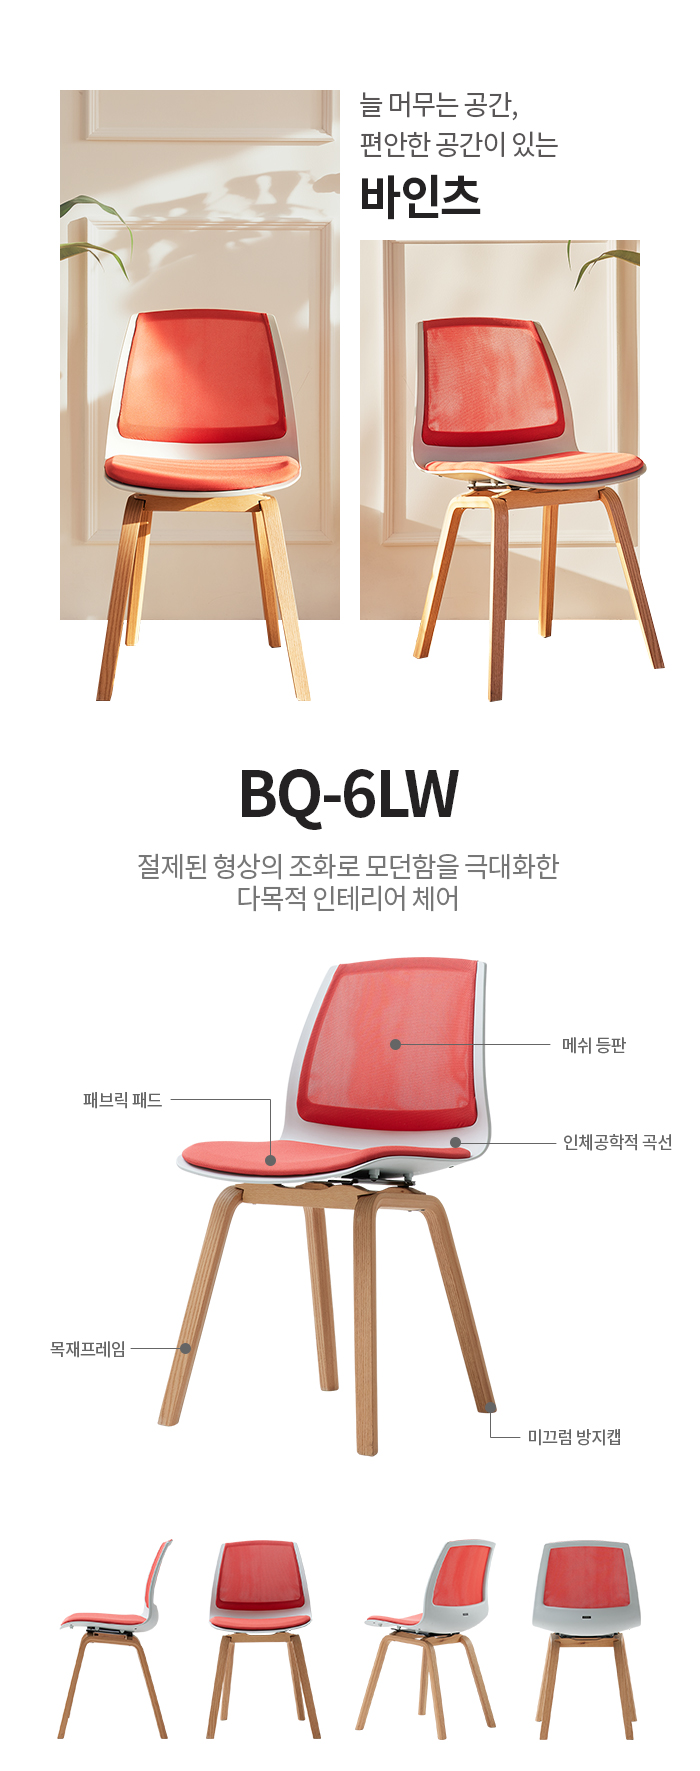 늘 머무는 공간,
편안한 공간이 있는
바인츠
BQ-6LW
절제된 형상의 조화로 모던함을 극대화한
다목적 인테리어 체어
메쉬 등판
패브릭 패드
인체공학적 곡선
목재프레임
미끄럼 방지캡